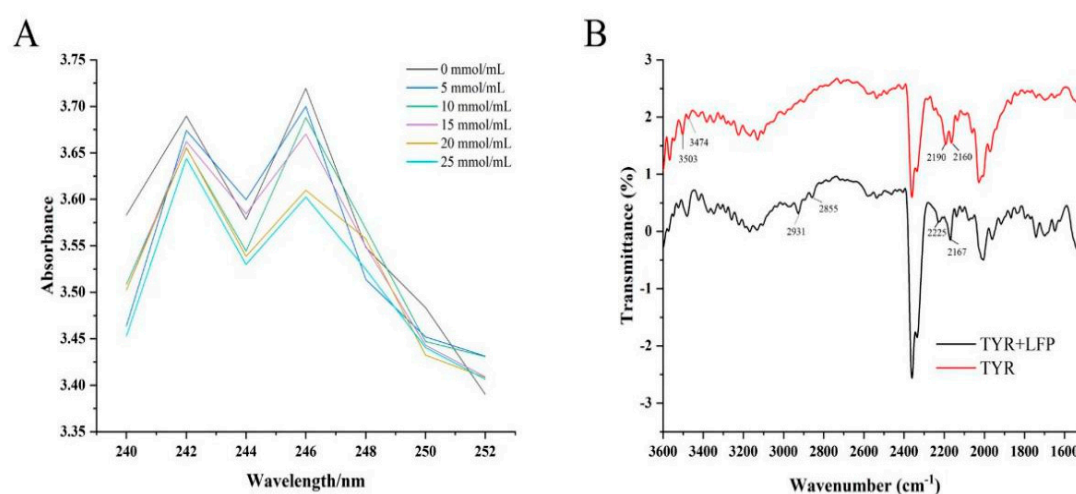 A
3.75
3.70
3.65
3.60
3.55
3.50
3.45
3.40
3.35
Absorbance
240 242 244 246 248 250 252
Wavelength/nm
0 mmol/mL
5 mmol/mL
10 mmol/mL
15 mmol/mL
20 mmol/mL
25 mmol/mL
B
3
2
1
0
-1
-2
-3
Transmittance (%)
3474
3503
2190 2160
2931
2855
2225
2167
TYR+LFP
TYR
3600 3400 3200 3000 2800 2600 2400 2200 2000 1800 1600
Wavenumber (cm⁻¹)